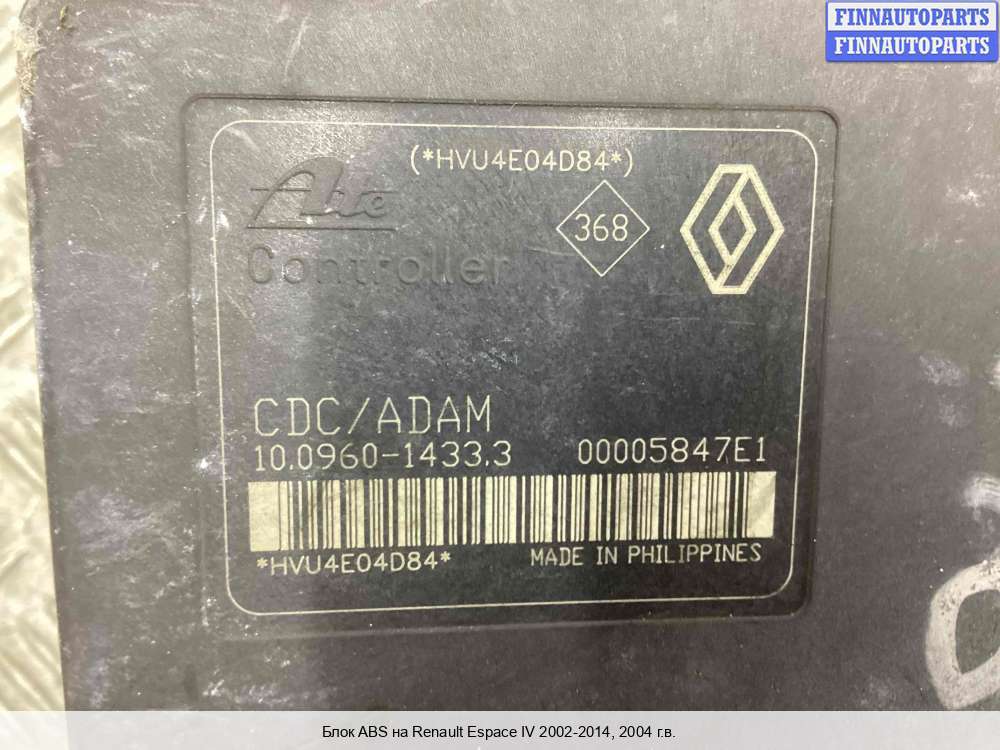 FINNAUTOPARTS
FINNAUTOPARTS
(*HVU4E04D84*)
Ate
368
Controller
CDC/ADAM
10.0960-1433.3 00005847E1
*HVU4E04D84*
MADE IN PHILIPPINES
Блок ABS на Renault Espace IV 2002-2014, 2004 г.в.